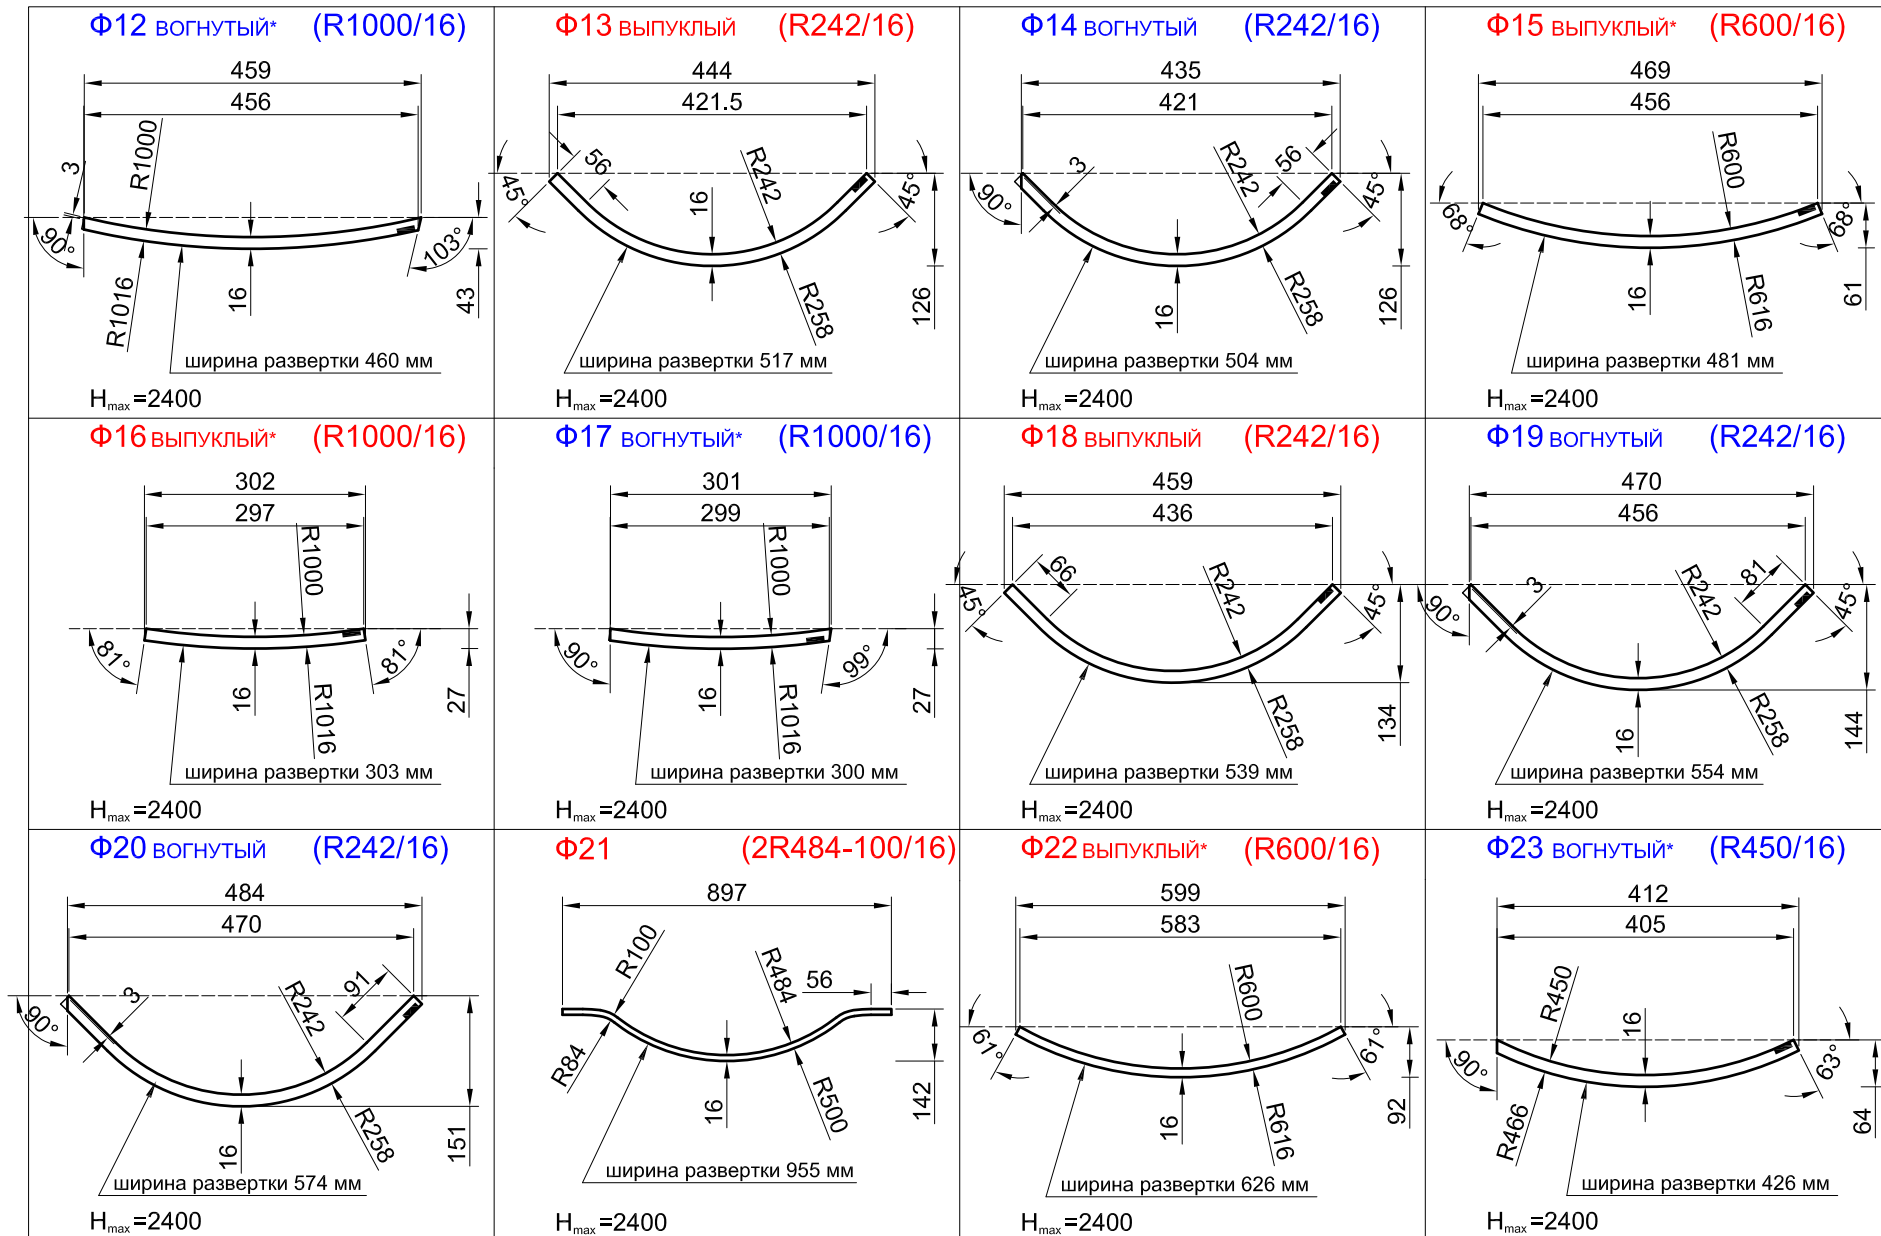 Ф12 ВОГНУТЫЙ* (R1000/16)
459
456
3
R1000
90°
103°
R1016
16
43
ширина развертки 460 мм
Hmax=2400
Ф13 ВЫПУКЛЫЙ (R242/16)
444
421.5
56
R242
45°
16
45°
R258
126
ширина развертки 517 мм
Hmax=2400
Ф14 ВОГНУТЫЙ (R242/16)
435
421
3
R242
56
90°
45°
16
R258
126
ширина развертки 504 мм
Hmax=2400
Ф15 ВЫПУКЛЫЙ* (R600/16)
469
456
R600
68°
68°
16
R616
61
ширина развертки 481 мм
Hmax=2400
Ф16 ВЫПУКЛЫЙ* (R1000/16)
302
297
R1000
81°
81°
16
R1016
27
ширина развертки 303 мм
Hmax=2400
Ф17 ВОГНУТЫЙ* (R1000/16)
301
299
R1000
90°
99°
16
R1016
27
ширина развертки 300 мм
Hmax=2400
Ф18 ВЫПУКЛЫЙ (R242/16)
459
436
66
R242
45°
45°
R258
134
ширина развертки 539 мм
Hmax=2400
Ф19 ВОГНУТЫЙ (R242/16)
470
456
3
R242
81
90°
45°
16
R258
144
ширина развертки 554 мм
Hmax=2400
Ф20 ВОГНУТЫЙ (R242/16)
484
470
3
R242
91
90°
16
R258
151
ширина развертки 574 мм
Hmax=2400
Ф21 (2R484-100/16)
897
R100
R484
56
R84
16
R500
142
ширина развертки 955 мм
Hmax=2400
Ф22 ВЫПУКЛЫЙ* (R600/16)
599
583
R600
61°
61°
16
R616
92
ширина развертки 626 мм
Hmax=2400
Ф23 ВОГНУТЫЙ* (R450/16)
412
405
R450
16
90°
63°
R466
64
ширина развертки 426 мм
Hmax=2400